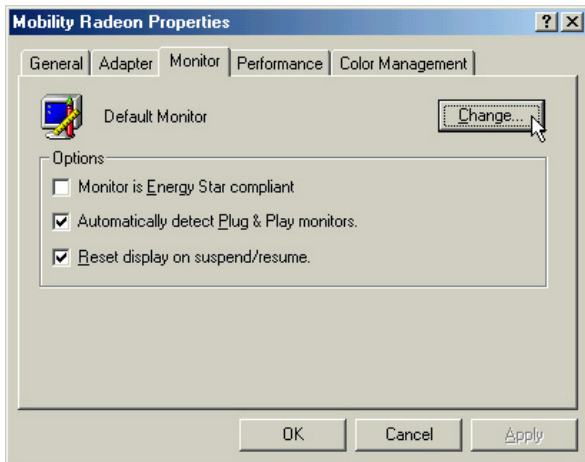 Mobility Radeon Properties
General Adapter Monitor Performance Color Management
Default Monitor Change...
Options
Monitor is Energy Star compliant
Automatically detect Plug & Play monitors.
Reset display on suspend/resume.
OK Cancel Apply